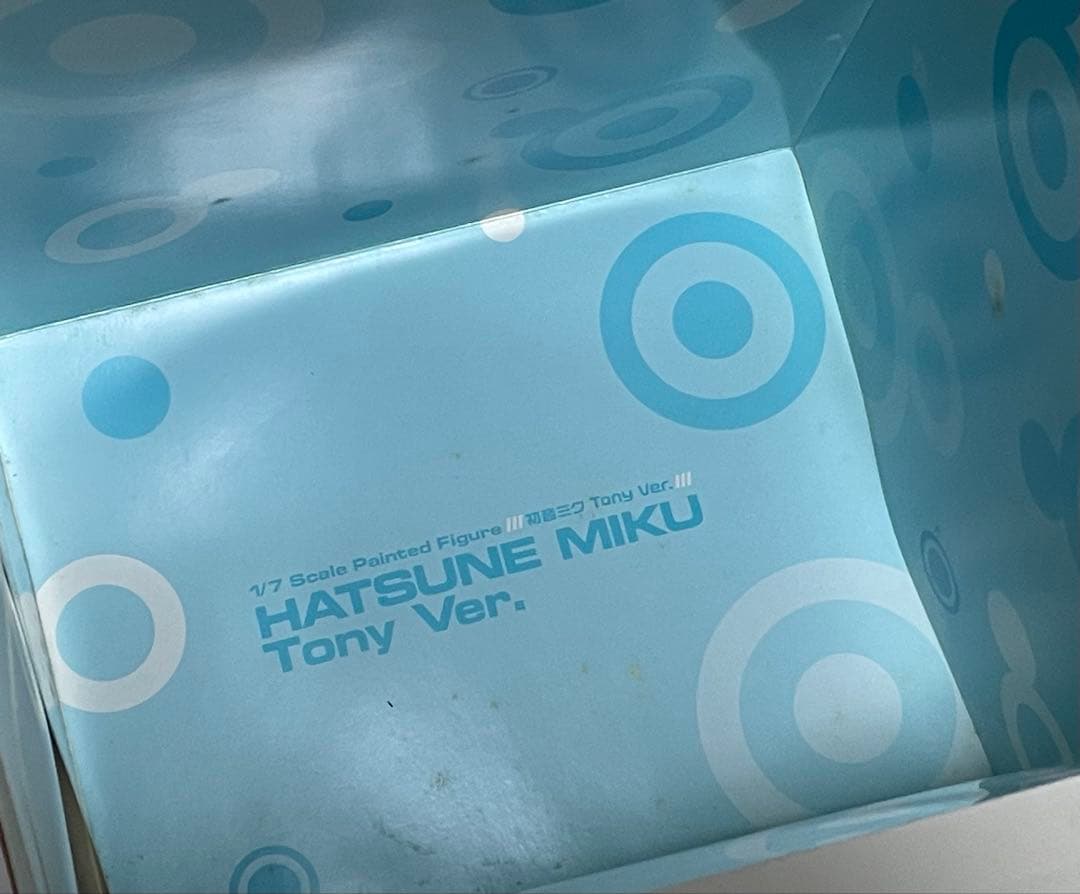 1/7 Scale Painted Figure /// 初音ミク Tony Ver. ///
HATSUNE MIKU
Tony Ver.